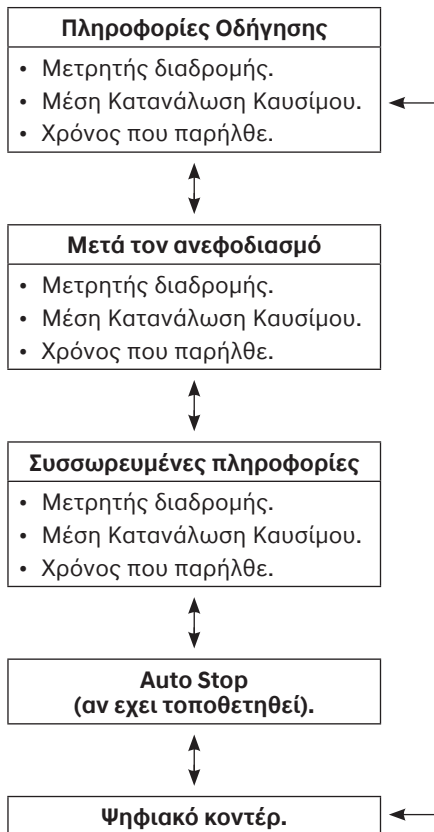 Πληροφορίες Οδήγησης
• Μετρητής διαδρομής.
• Μέση Κατανάλωση Καυσίμου.
• Χρόνος που παρήλθε.
Μετά τον ανεφοδιασμό
• Μετρητής διαδρομής.
• Μέση Κατανάλωση Καυσίμου.
• Χρόνος που παρήλθε.
Συσσωρευμένες πληροφορίες
• Μετρητής διαδρομής.
• Μέση Κατανάλωση Καυσίμου.
• Χρόνος που παρήλθε.
Auto Stop
(αν εχει τοποθετηθεί).
Ψηφιακό κοντέρ.